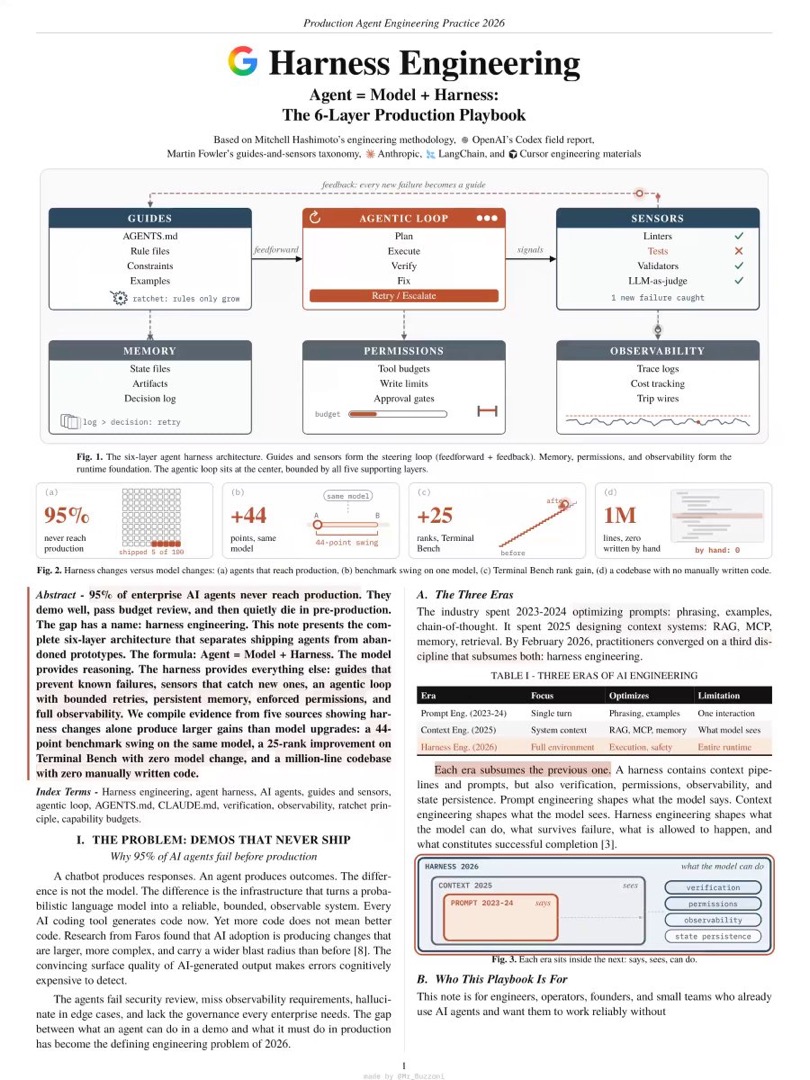 Production Agent Engineering Practice 2026
Harness Engineering
Agent = Model + Harness:
The 6-Layer Production Playbook
Based on Mitchell Hashimoto's engineering methodology, OpenAI's Codex field report,
Martin Fowler's guides-and-sensors taxonomy, Anthropic, LangChain, and Cursor engineering materials
feedback: every new failure becomes a guide
GUIDES
AGENTS.md
Rule files
Constraints
Examples
ratchet: rules only grow
feedforward
AGENTIC LOOP
Plan
Execute
Verify
Fix
Retry / Escalate
signals
SENSORS
Linters
Tests
Validators
LLM-as-judge
1 new failure caught
MEMORY
State files
Artifacts
Decision log
log > decision: retry
PERMISSIONS
Tool budgets
Write limits
Approval gates
budget
OBSERVABILITY
Trace logs
Cost tracking
Trip wires
Fig. 1. The six-layer agent harness architecture. Guides and sensors form the steering loop (feedforward + feedback). Memory, permissions, and observability form the
runtime foundation. The agentic loop sits at the center, bounded by all five supporting layers.
(a)
95%
never reach
production
shipped 5 of 100
(b)
+44
points, same
model
same model
A B
44-point swing
(c)
+25
ranks, Terminal
Bench
after
before
(d)
1M
lines, zero
written by hand
by hand: 0
Fig. 2. Harness changes versus model changes: (a) agents that reach production, (b) benchmark swing on one model, (c) Terminal Bench rank gain, (d) a codebase with no manually written code.
Abstract - 95% of enterprise AI agents never reach production. They
demo well, pass budget review, and then quietly die in pre-production.
The gap has a name: harness engineering. This note presents the com-
plete six-layer architecture that separates shipping agents from aban-
doned prototypes. The formula: Agent = Model + Harness. The model
provides reasoning. The harness provides everything else: guides that
prevent known failures, sensors that catch new ones, an agentic loop
with bounded retries, persistent memory, enforced permissions, and
full observability. We compile evidence from five sources showing har-
ness changes alone produce larger gains than model upgrades: a 44-
point benchmark swing on the same model, a 25-rank improvement on
Terminal Bench with zero model change, and a million-line codebase
with zero manually written code.
Index Terms - Harness engineering, agent harness, AI agents, guides and sensors,
agentic loop, AGENTS.md, CLAUDE.md, verification, observability, ratchet prin-
ciple, capability budgets.
I. THE PROBLEM: DEMOS THAT NEVER SHIP
Why 95% of AI agents fail before production
A chatbot produces responses. An agent produces outcomes. The differ-
ence is not the model. The difference is the infrastructure that turns a proba-
bilistic language model into a reliable, bounded, observable system. Every
AI coding tool generates code now. Yet more code does not mean better
code. Research from Faros found that AI adoption is producing changes that
are larger, more complex, and carry a wider blast radius than before [8]. The
convincing surface quality of AI-generated output makes errors cognitively
expensive to detect.
The agents fail security review, miss observability requirements, halluci-
nate in edge cases, and lack the governance every enterprise needs. The gap
between what an agent can do in a demo and what it must do in production
has become the defining engineering problem of 2026.
A. The Three Eras
The industry spent 2023-2024 optimizing prompts: phrasing, examples,
chain-of-thought. It spent 2025 designing context systems: RAG, MCP,
memory, retrieval. By February 2026, practitioners converged on a third dis-
cipline that subsumes both: harness engineering.
TABLE I - THREE ERAS OF AI ENGINEERING
Era Focus Optimizes Limitation
Prompt Eng. (2023-24) Single turn Phrasing, examples One interaction
Context Eng. (2025) System context RAG, MCP, memory What model sees
Harness Eng. (2026) Full environment Execution, safety Entire runtime
Each era subsumes the previous one. A harness contains context pipe-
lines and prompts, but also verification, permissions, observability, and
state persistence. Prompt engineering shapes what the model says. Context
engineering shapes what the model sees. Harness engineering shapes what
the model can do, what survives failure, what is allowed to happen, and
what constitutes successful completion [3].
HARNESS 2026 what the model can do
CONTEXT 2025 sees
PROMPT 2023-24 says
verification
permissions
observability
state persistence
Fig. 3. Each era sits inside the next: says, sees, can do.
B. Who This Playbook Is For
This note is for engineers, operators, founders, and small teams who already
use AI agents and want them to work reliably without
1
made by @Mr_Buzzoni